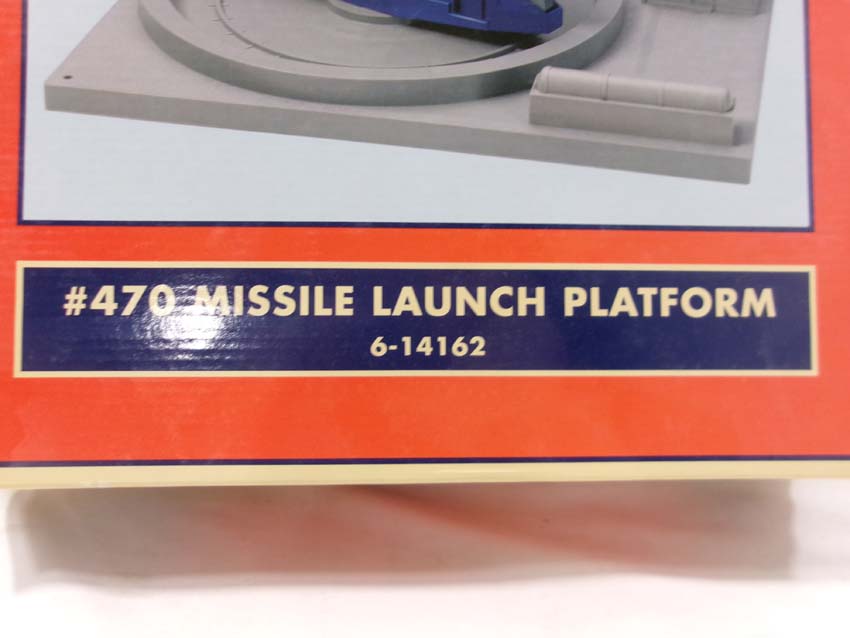 #470 MISSILE LAUNCH PLATFORM
6-14162